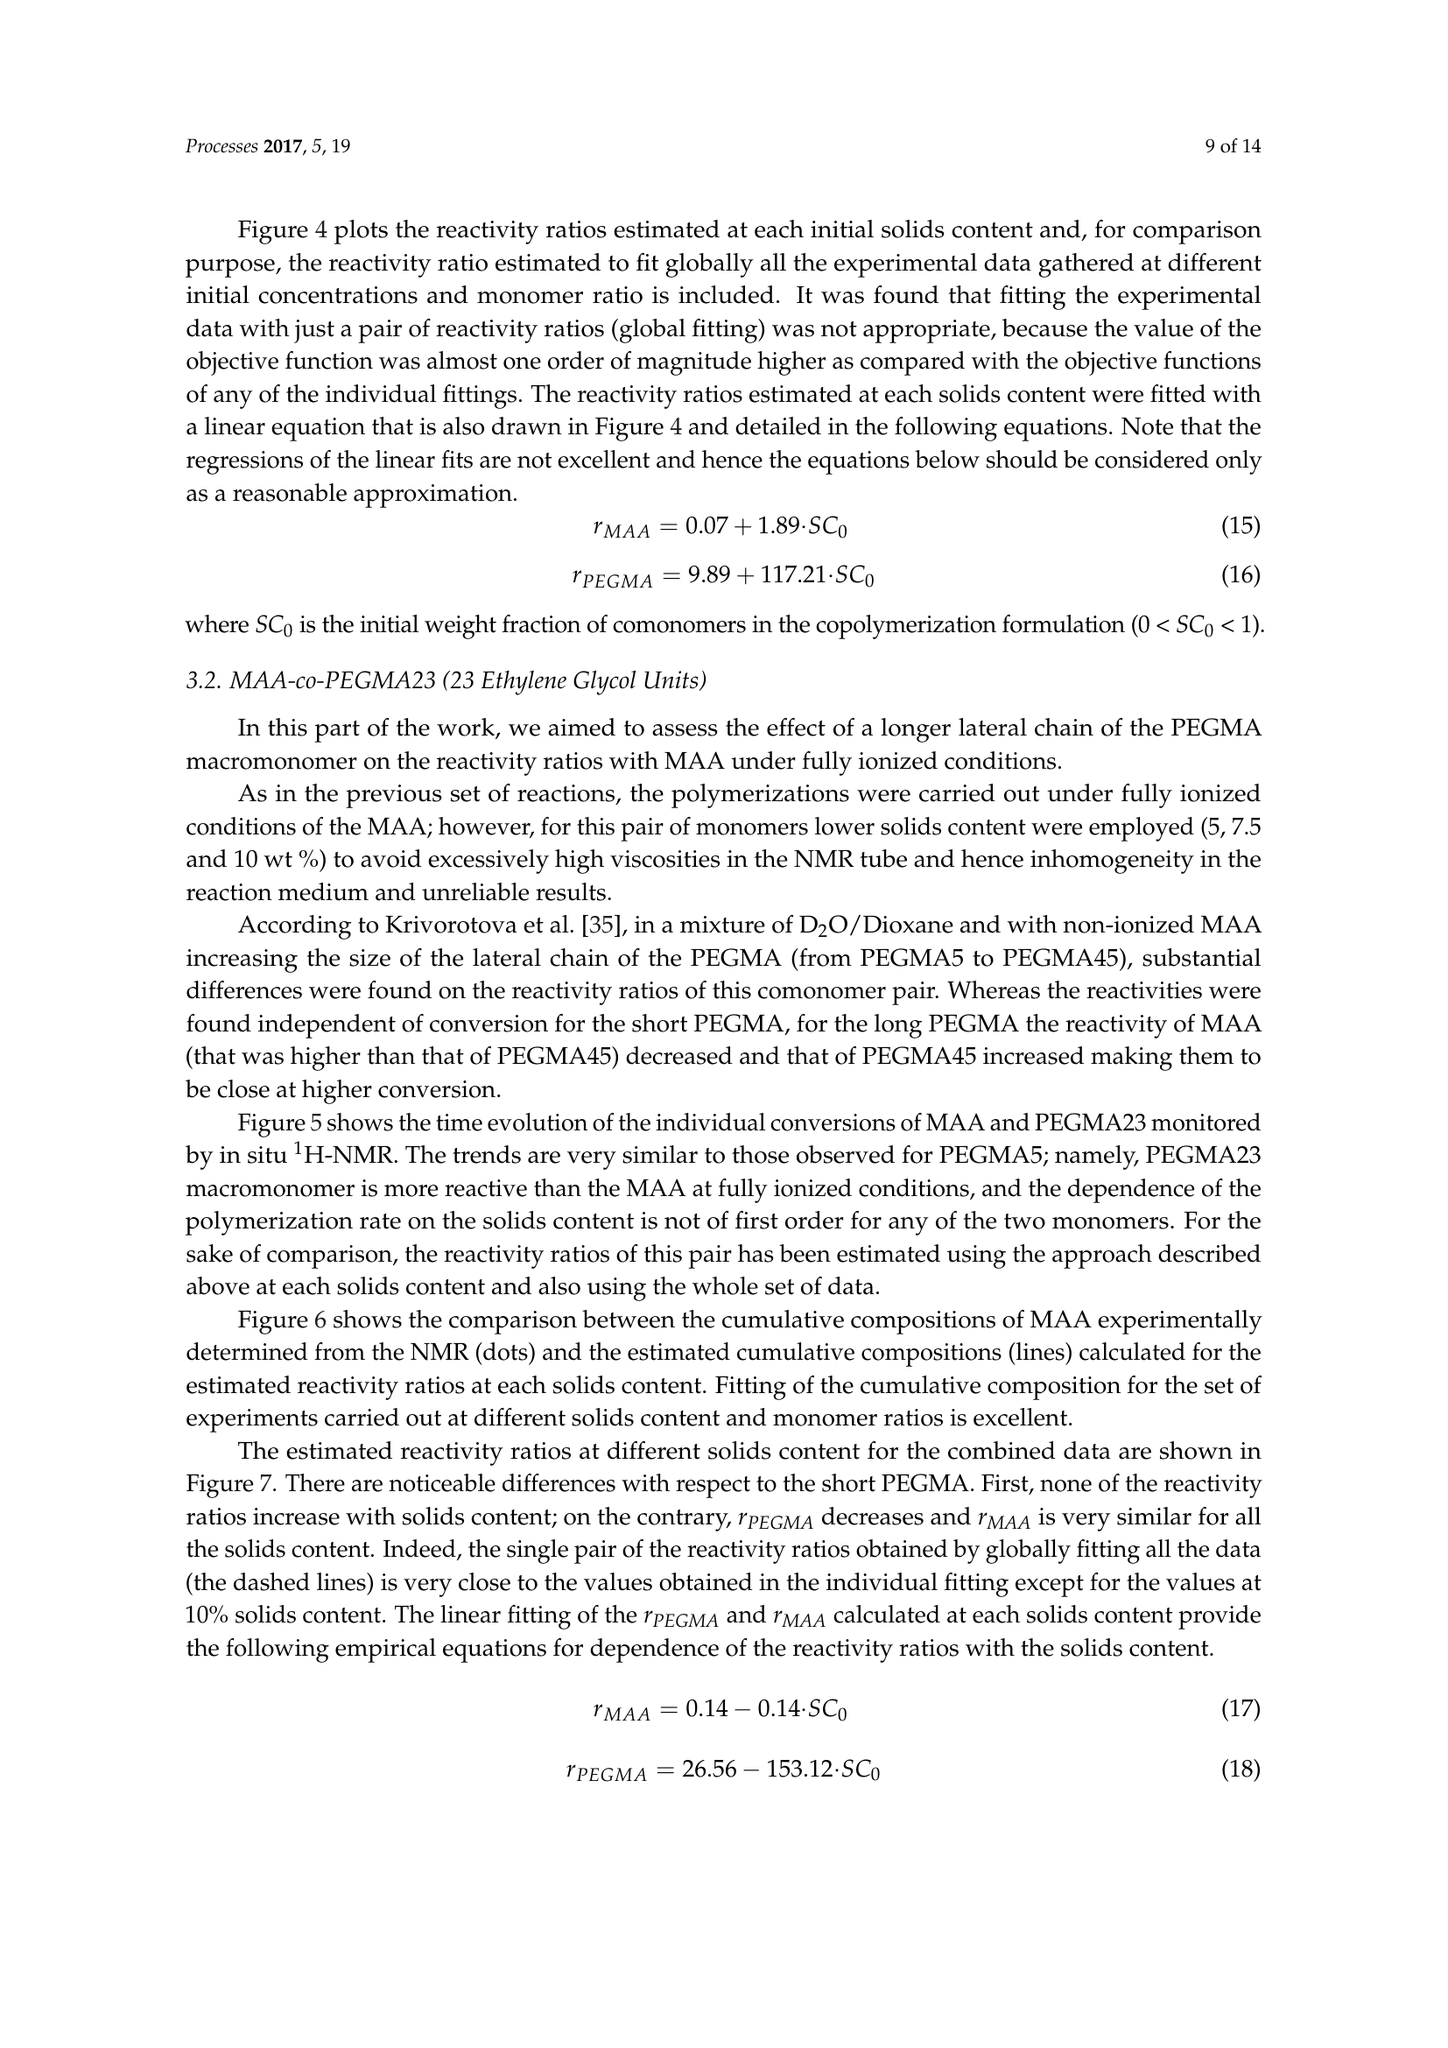 Processes 2017, 5, 19
9 of 14
Figure 4 plots the reactivity ratios estimated at each initial solids content and, for comparison
purpose, the reactivity ratio estimated to fit globally all the experimental data gathered at different
initial concentrations and monomer ratio is included. It was found that fitting the experimental
data with just a pair of reactivity ratios (global fitting) was not appropriate, because the value of the
objective function was almost one order of magnitude higher as compared with the objective functions
of any of the individual fittings. The reactivity ratios estimated at each solids content were fitted with
a linear equation that is also drawn in Figure 4 and detailed in the following equations. Note that the
regressions of the linear fits are not excellent and hence the equations below should be considered only
as a reasonable approximation.
r_MAA = 0.07 + 1.89·SC₀ (15)
r_PEGMA = 9.89 + 117.21·SC₀ (16)
where SC₀ is the initial weight fraction of comonomers in the copolymerization formulation (0 < SC₀ < 1).
3.2. MAA-co-PEGMA23 (23 Ethylene Glycol Units)
In this part of the work, we aimed to assess the effect of a longer lateral chain of the PEGMA
macromonomer on the reactivity ratios with MAA under fully ionized conditions.
As in the previous set of reactions, the polymerizations were carried out under fully ionized
conditions of the MAA; however, for this pair of monomers lower solids content were employed (5, 7.5
and 10 wt %) to avoid excessively high viscosities in the NMR tube and hence inhomogeneity in the
reaction medium and unreliable results.
According to Krivorotova et al. [35], in a mixture of D₂O/Dioxane and with non-ionized MAA
increasing the size of the lateral chain of the PEGMA (from PEGMA5 to PEGMA45), substantial
differences were found on the reactivity ratios of this comonomer pair. Whereas the reactivities were
found independent of conversion for the short PEGMA, for the long PEGMA the reactivity of MAA
(that was higher than that of PEGMA45) decreased and that of PEGMA45 increased making them to
be close at higher conversion.
Figure 5 shows the time evolution of the individual conversions of MAA and PEGMA23 monitored
by in situ ¹H-NMR. The trends are very similar to those observed for PEGMA5; namely, PEGMA23
macromonomer is more reactive than the MAA at fully ionized conditions, and the dependence of the
polymerization rate on the solids content is not of first order for any of the two monomers. For the
sake of comparison, the reactivity ratios of this pair has been estimated using the approach described
above at each solids content and also using the whole set of data.
Figure 6 shows the comparison between the cumulative compositions of MAA experimentally
determined from the NMR (dots) and the estimated cumulative compositions (lines) calculated for the
estimated reactivity ratios at each solids content. Fitting of the cumulative composition for the set of
experiments carried out at different solids content and monomer ratios is excellent.
The estimated reactivity ratios at different solids content for the combined data are shown in
Figure 7. There are noticeable differences with respect to the short PEGMA. First, none of the reactivity
ratios increase with solids content; on the contrary, r_PEGMA decreases and r_MAA is very similar for all
the solids content. Indeed, the single pair of the reactivity ratios obtained by globally fitting all the data
(the dashed lines) is very close to the values obtained in the individual fitting except for the values at
10% solids content. The linear fitting of the r_PEGMA and r_MAA calculated at each solids content provide
the following empirical equations for dependence of the reactivity ratios with the solids content.
r_MAA = 0.14 − 0.14·SC₀ (17)
r_PEGMA = 26.56 − 153.12·SC₀ (18)